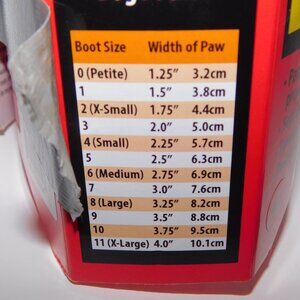 Boot Size Width of Paw
0 (Petite) 1.25" 3.2cm
1 1.5" 3.8cm
2 (X-Small) 1.75" 4.4cm
3 2.0" 5.0cm
4 (Small) 2.25" 5.7cm
5 2.5" 6.3cm
6 (Medium) 2.75" 6.9cm
7 3.0" 7.6cm
8 (Large) 3.25" 8.2cm
9 3.5" 8.8cm
10 3.75" 9.5cm
11 (X-Large) 4.0" 10.1cm